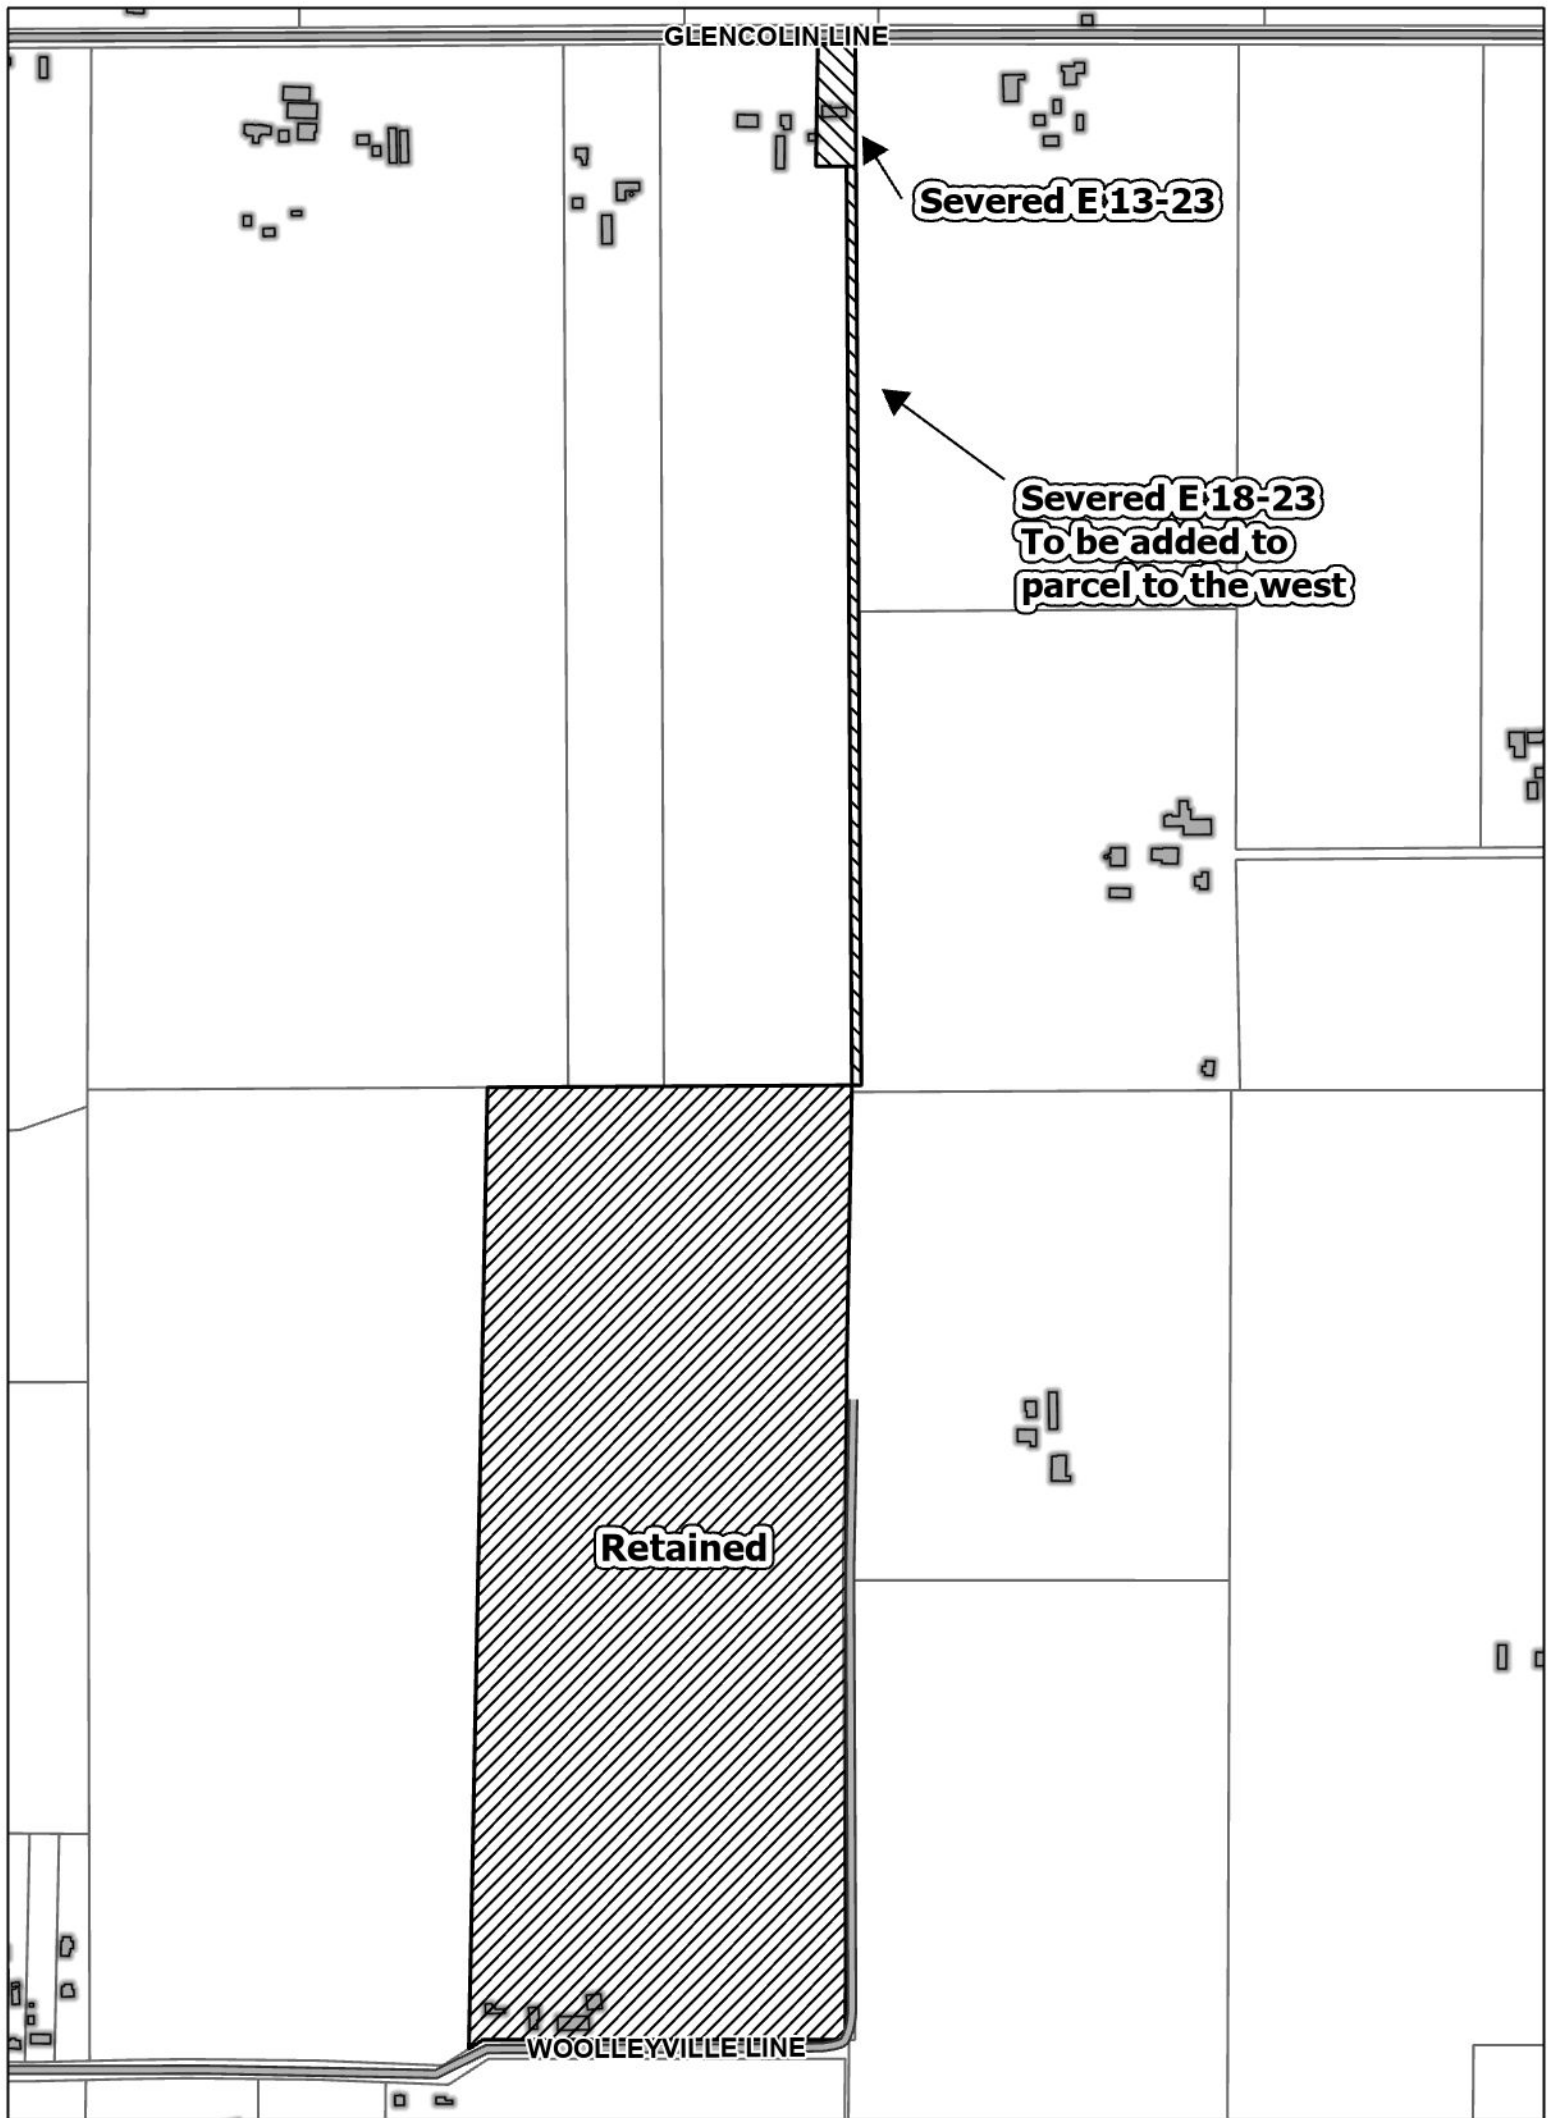 GLENCOLIN LINE
Severed E 13-23
Severed E 18-23
To be added to
parcel to the west
Retained
WOOLLEYVILLE LINE